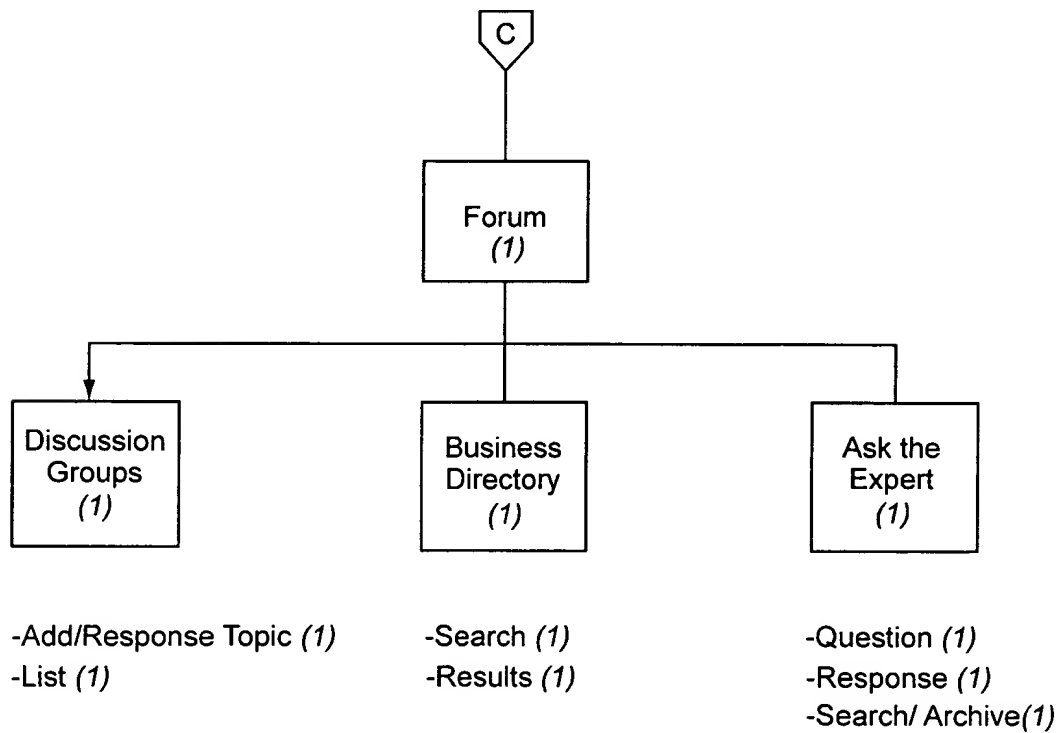 C
Forum
(1)
Discussion
Groups
(1)
Business
Directory
(1)
Ask the
Expert
(1)
-Add/Response Topic (1)
-List (1)
-Search (1)
-Results (1)
-Question (1)
-Response (1)
-Search/ Archive(1)